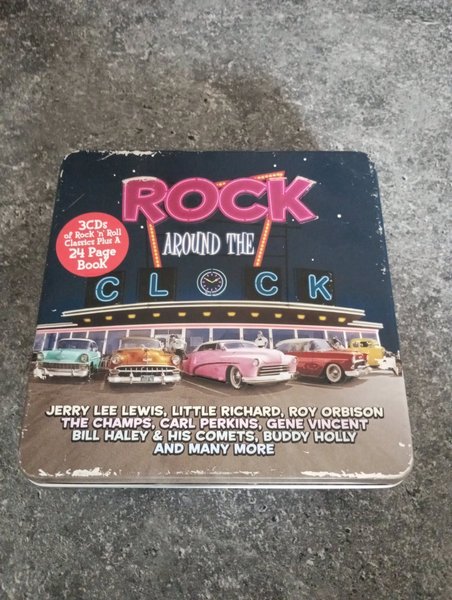 ROCK
AROUND THE
CLOCK
3CDs
of Rock 'n' Roll
Classics Plus A
24 Page
Book
JERRY LEE LEWIS, LITTLE RICHARD, ROY ORBISON
THE CHAMPS, CARL PERKINS, GENE VINCENT
BILL HALEY & HIS COMETS, BUDDY HOLLY
AND MANY MORE